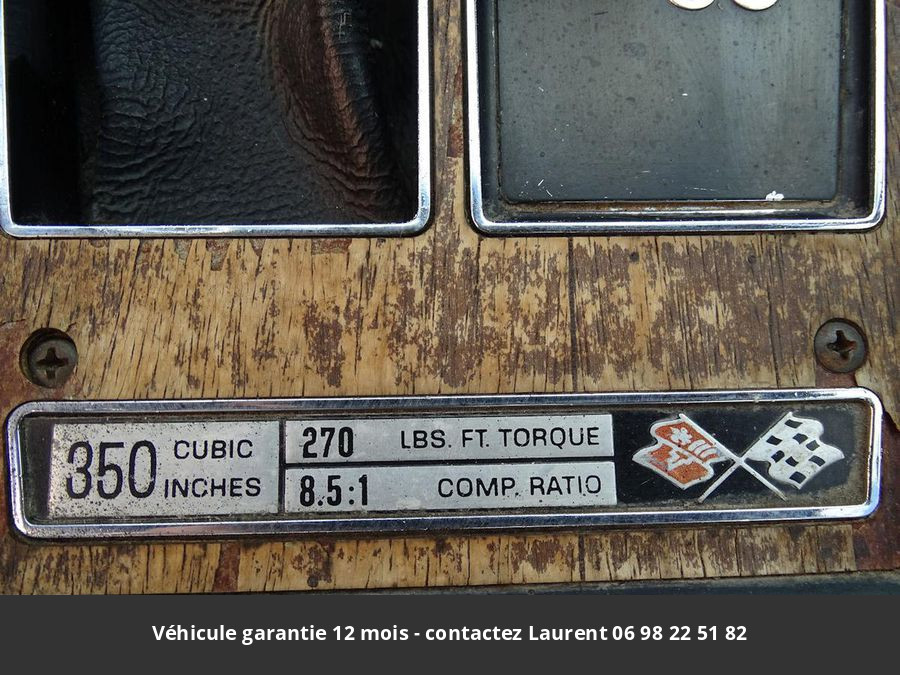 350 CUBIC INCHES
270 LBS. FT. TORQUE
8.5:1 COMP. RATIO
Véhicule garantie 12 mois - contactez Laurent 06 98 22 51 82